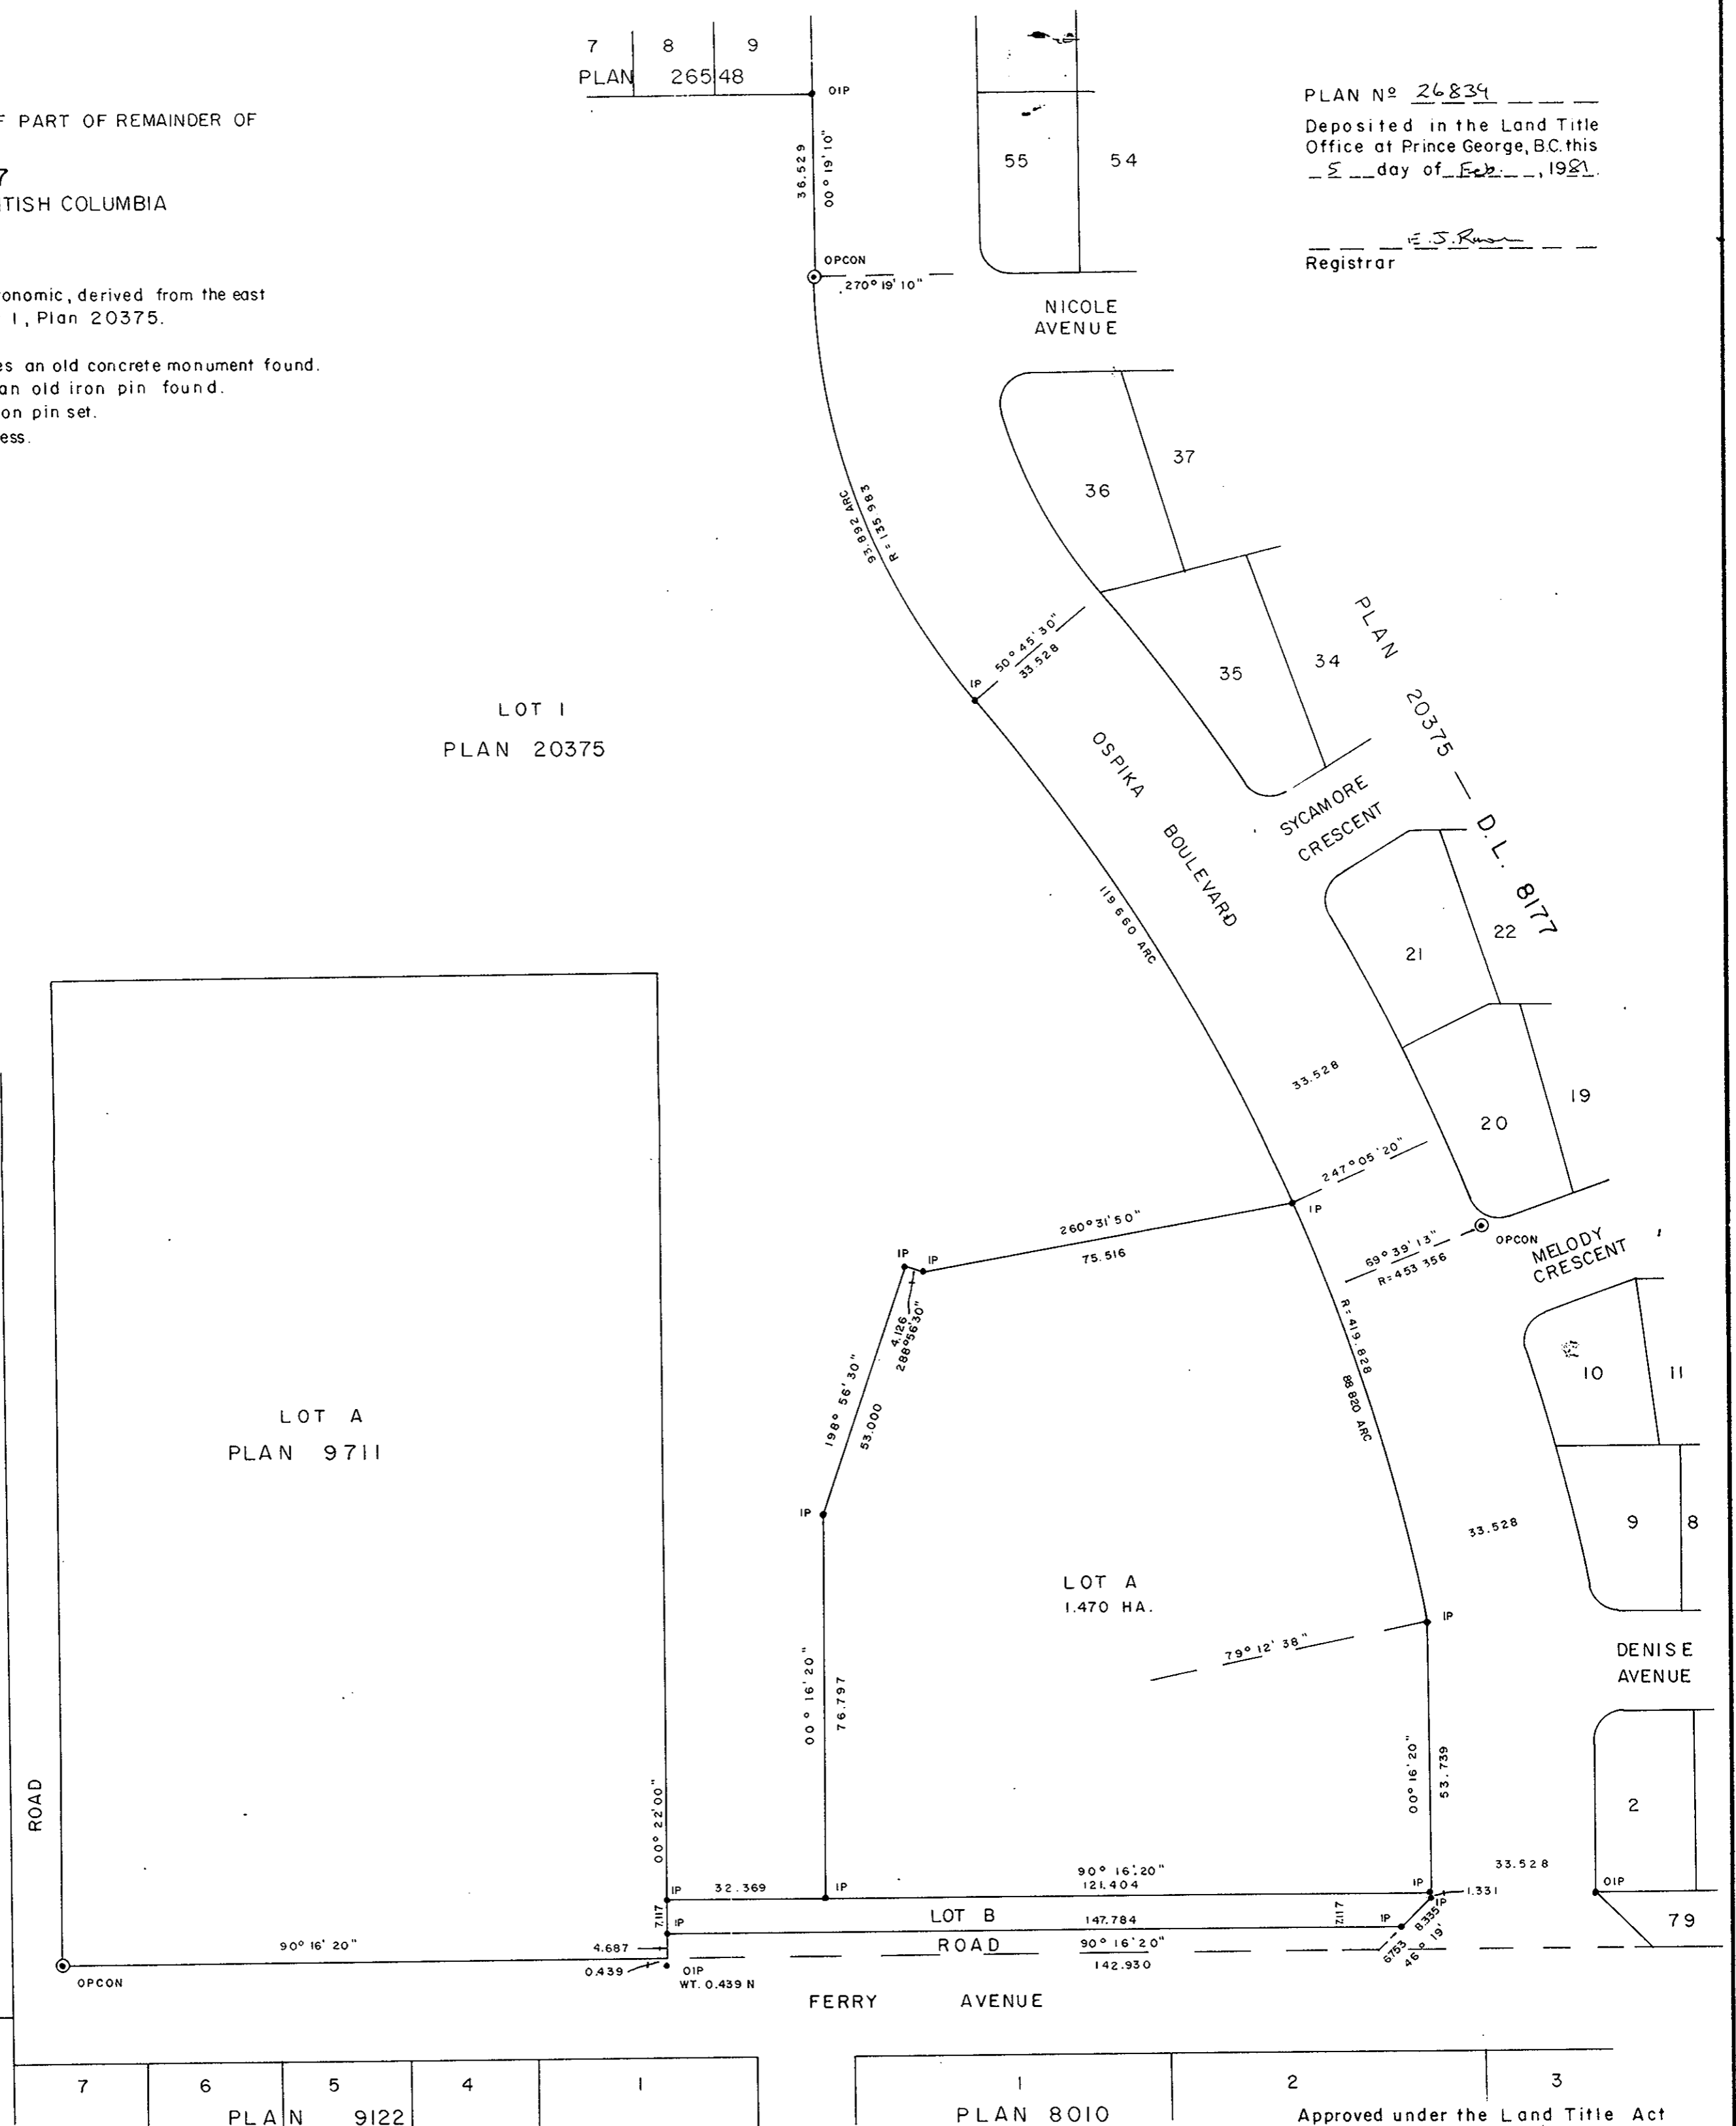 7 8 9
PLAN 26548
OIP
F PART OF REMAINDER OF
7
TISH COLUMBIA
onomic, derived from the east
1, Plan 20375.
es an old concrete monument found.
an old iron pin found.
on pin set.
ess.
PLAN Nº 26839
Deposited in the Land Title
Office at Prince George, B.C. this
5 day of Feb. , 1981.
E.J.
Registrar
36.529
00° 19' 10"
55 54
OPCON
270° 19' 10"
NICOLE
AVENUE
93.892 ARC
R = 135.983
36 37
50° 45' 30"
33.528
IP
35 34
PLAN 20375 — D.L. 8177
LOT 1
PLAN 20375
OSPIKA BOULEVARD
SYCAMORE
CRESCENT
119.660 ARC
21 22
33.528
20 19
247° 05' 20"
IP
260° 31' 50"
75.516
69° 39' 13"
R = 453.356
OPCON
MELODY
CRESCENT
IP IP
4.126
288° 56' 30"
198° 56' 30"
53.000
R = 419.828
88.820 ARC
10 11
LOT A
PLAN 9711
IP
33.528
9 8
LOT A
1.470 HA.
IP
79° 12' 38"
DENISE
AVENUE
00° 16' 20"
76.797
00° 16' 20"
53.739
ROAD
00° 22' 00"
2
33.528
90° 16' 20"
121.404
IP
32.369
IP
IP
1.331
OIP
IP
7.117
LOT B
147.784
7.117
IP
8.335
79
IP
ROAD
90° 16' 20"
142.930
6.753
46° 19'
90° 16' 20"
4.687
0.439
OIP
WT. 0.439 N
OPCON
FERRY AVENUE
7 6 5 4 1
PLAN 9122
1 2 3
PLAN 8010
Approved under the Land Title Act